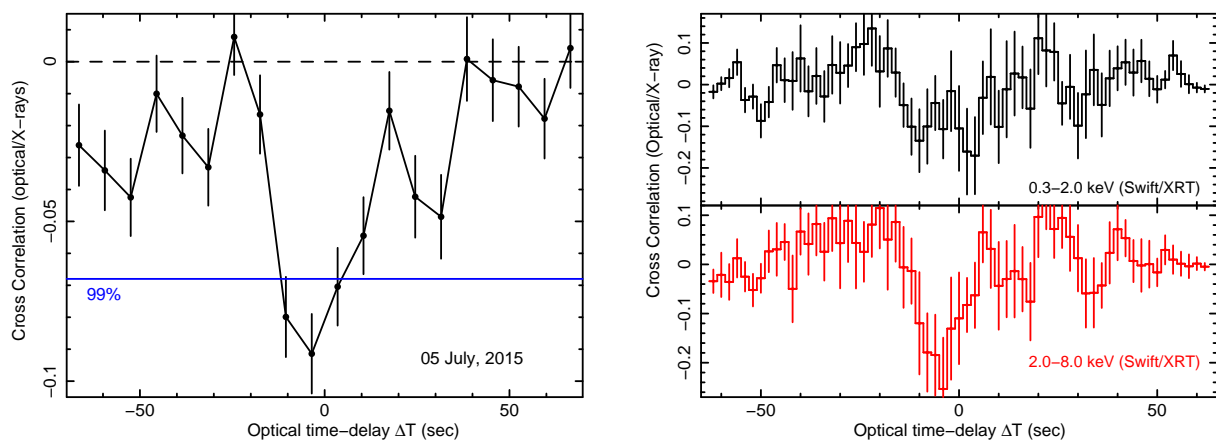 Cross Correlation (optical/X−rays)
0
−0.05
−0.1
99%
05 July, 2015
−50
0
50
Optical time−delay ΔT (sec)
Cross Correlation (Optical/X−ray)
0.1
0
−0.1
−0.2
0.3−2.0 keV (Swift/XRT)
0.1
0
−0.1
−0.2
2.0−8.0 keV (Swift/XRT)
−50
0
50
Optical time−delay ΔT (sec)